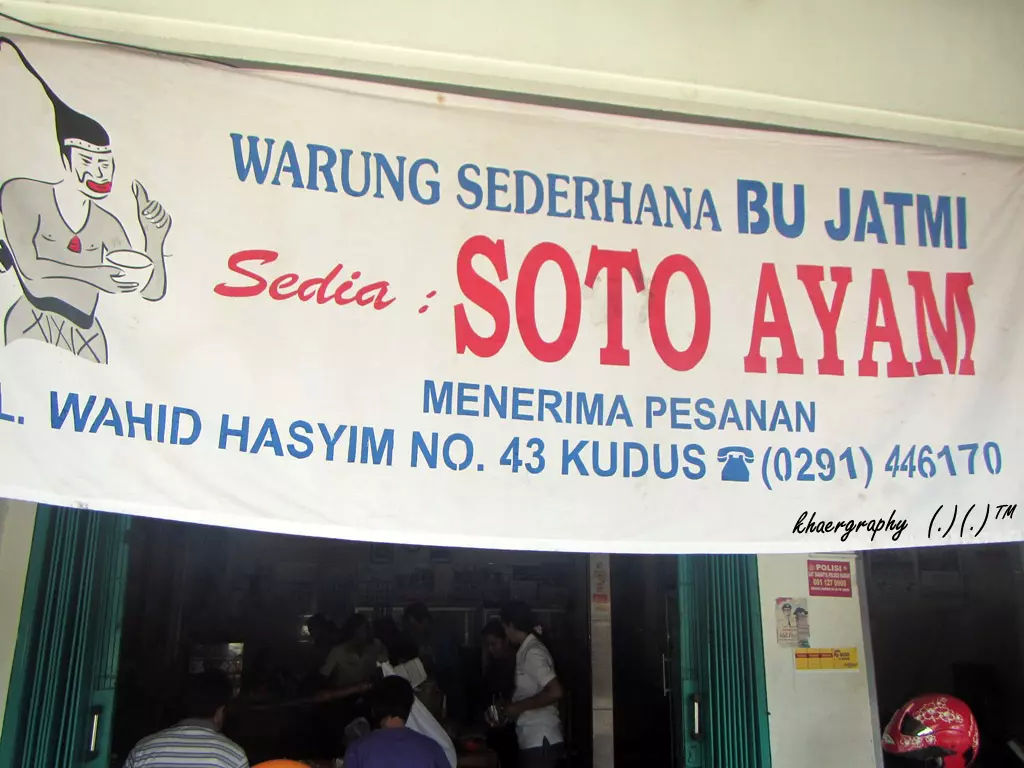 WARUNG SEDERHANA BU JATMI
Sedia : SOTO AYAM
MENERIMA PESANAN
L. WAHID HASYIM NO. 43 KUDUS ☎ (0291) 446170
khaergraphy (.)(.)™
POLISI